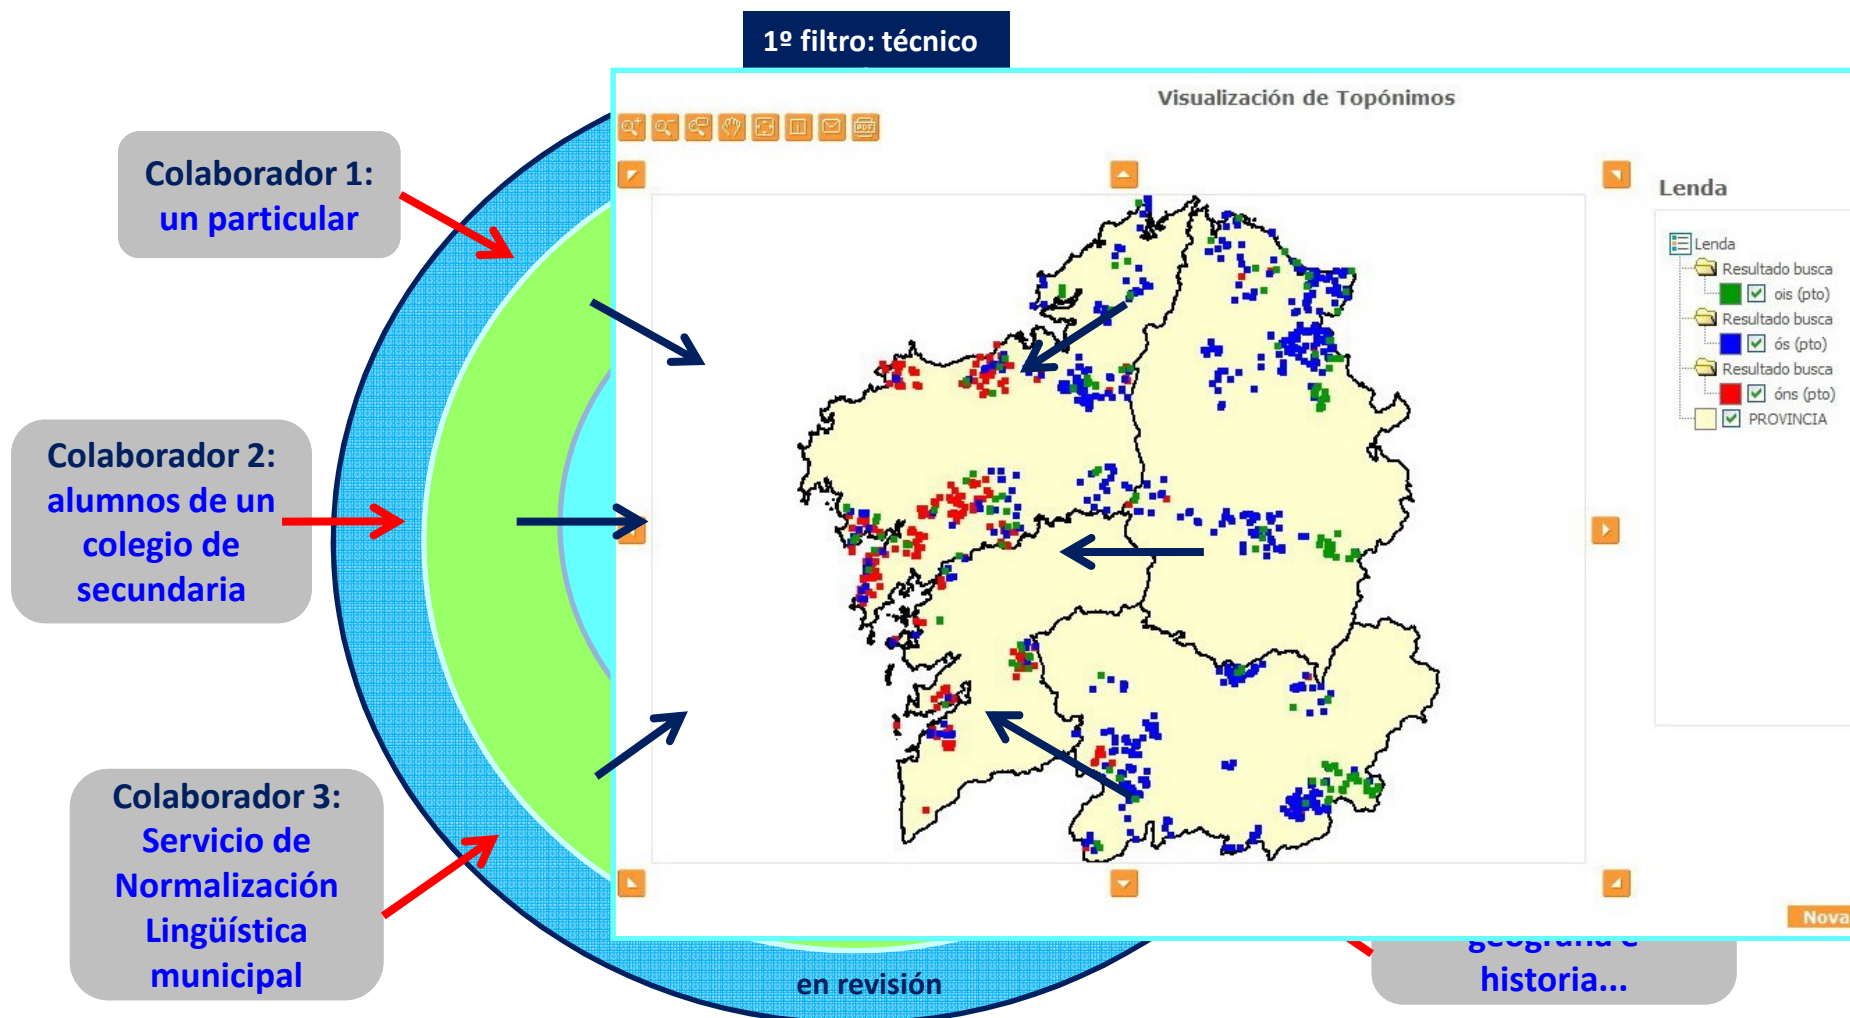 1º filtro: técnico
Visualización de Topónimos
PDF
Colaborador 1:
un particular
Colaborador 2:
alumnos de un
colegio de
secundaria
Colaborador 3:
Servicio de
Normalización
Lingüística
municipal
Lenda
Lenda
Resultado busca
ois (pto)
Resultado busca
ós (pto)
Resultado busca
óns (pto)
PROVINCIA
Nova
geografía e
historia...
en revisión